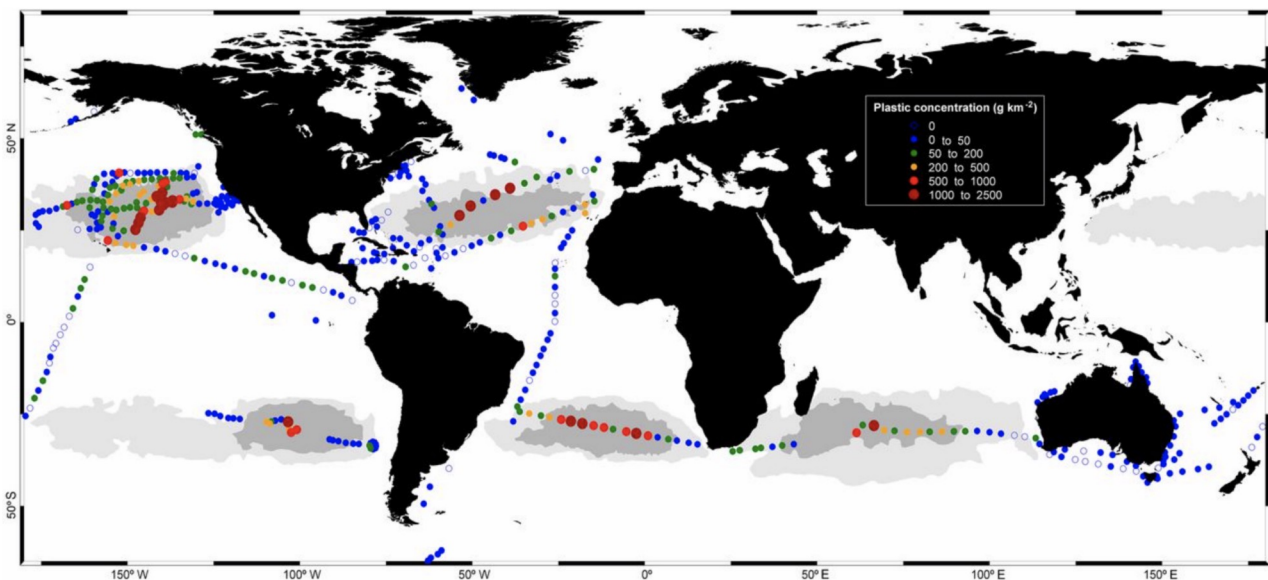 Plastic concentration (g km⁻²)
0
0 to 50
50 to 200
200 to 500
500 to 1000
1000 to 2500
50° N
0°
50°S
150° W 100° W 50° W 0° 50° E 100° E 150° E